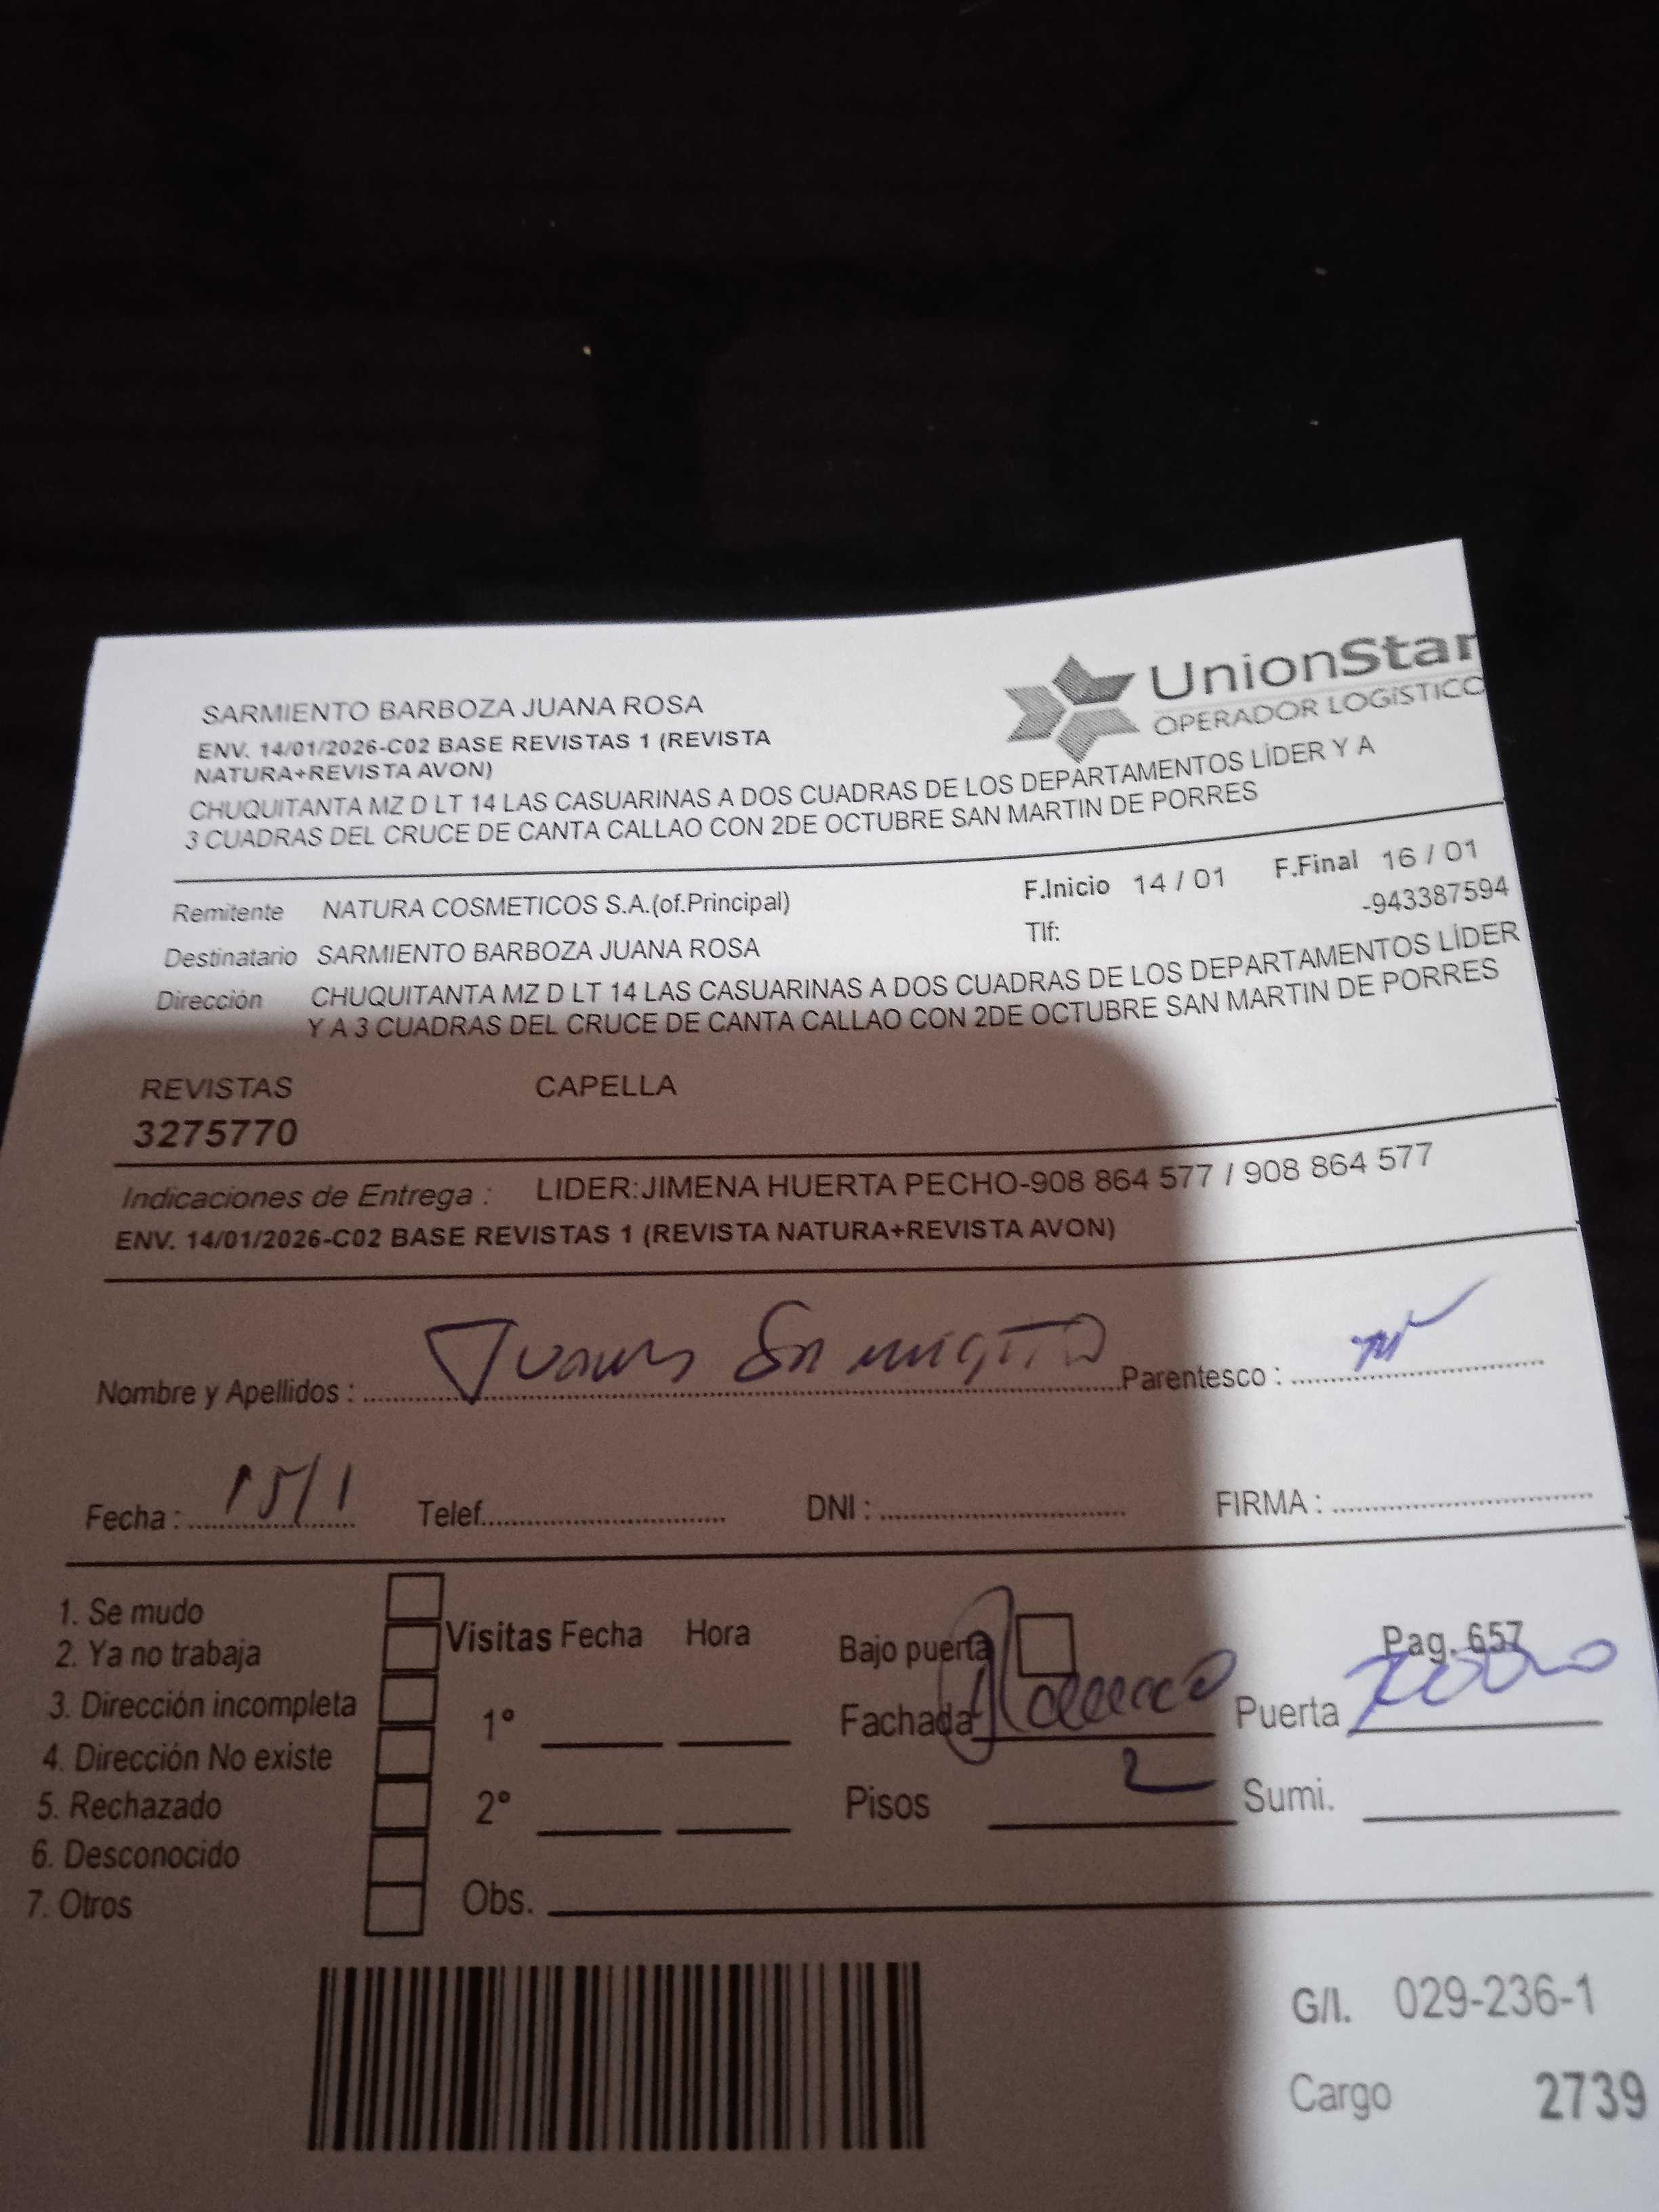 UnionStar
OPERADOR LOGÍSTICO
SARMIENTO BARBOZA JUANA ROSA
ENV. 14/01/2026-C02 BASE REVISTAS 1 (REVISTA
NATURA+REVISTA AVON)
CHUQUITANTA MZ D LT 14 LAS CASUARINAS A DOS CUADRAS DE LOS DEPARTAMENTOS LÍDER Y A
3 CUADRAS DEL CRUCE DE CANTA CALLAO CON 2DE OCTUBRE SAN MARTIN DE PORRES
Remitente NATURA COSMETICOS S.A.(of.Principal) F.Inicio 14 / 01 F.Final 16 / 01
Destinatario SARMIENTO BARBOZA JUANA ROSA Tlf: -943387594
Dirección CHUQUITANTA MZ D LT 14 LAS CASUARINAS A DOS CUADRAS DE LOS DEPARTAMENTOS LÍDER
Y A 3 CUADRAS DEL CRUCE DE CANTA CALLAO CON 2DE OCTUBRE SAN MARTIN DE PORRES
REVISTAS CAPELLA
3275770
Indicaciones de Entrega : LIDER:JIMENA HUERTA PECHO-908 864 577 / 908 864 577
ENV. 14/01/2026-C02 BASE REVISTAS 1 (REVISTA NATURA+REVISTA AVON)
Nombre y Apellidos : Parentesco :
Fecha : 15/1 Telef. DNI : FIRMA :
1. Se mudo
2. Ya no trabaja
3. Dirección incompleta
4. Dirección No existe
5. Rechazado
6. Desconocido
7. Otros
Visitas Fecha Hora
1°
2°
Obs.
Bajo puerta Pag. 657
Fachada Puerta
Pisos 2 Sumi.
G/I. 029-236-1
Cargo 2739